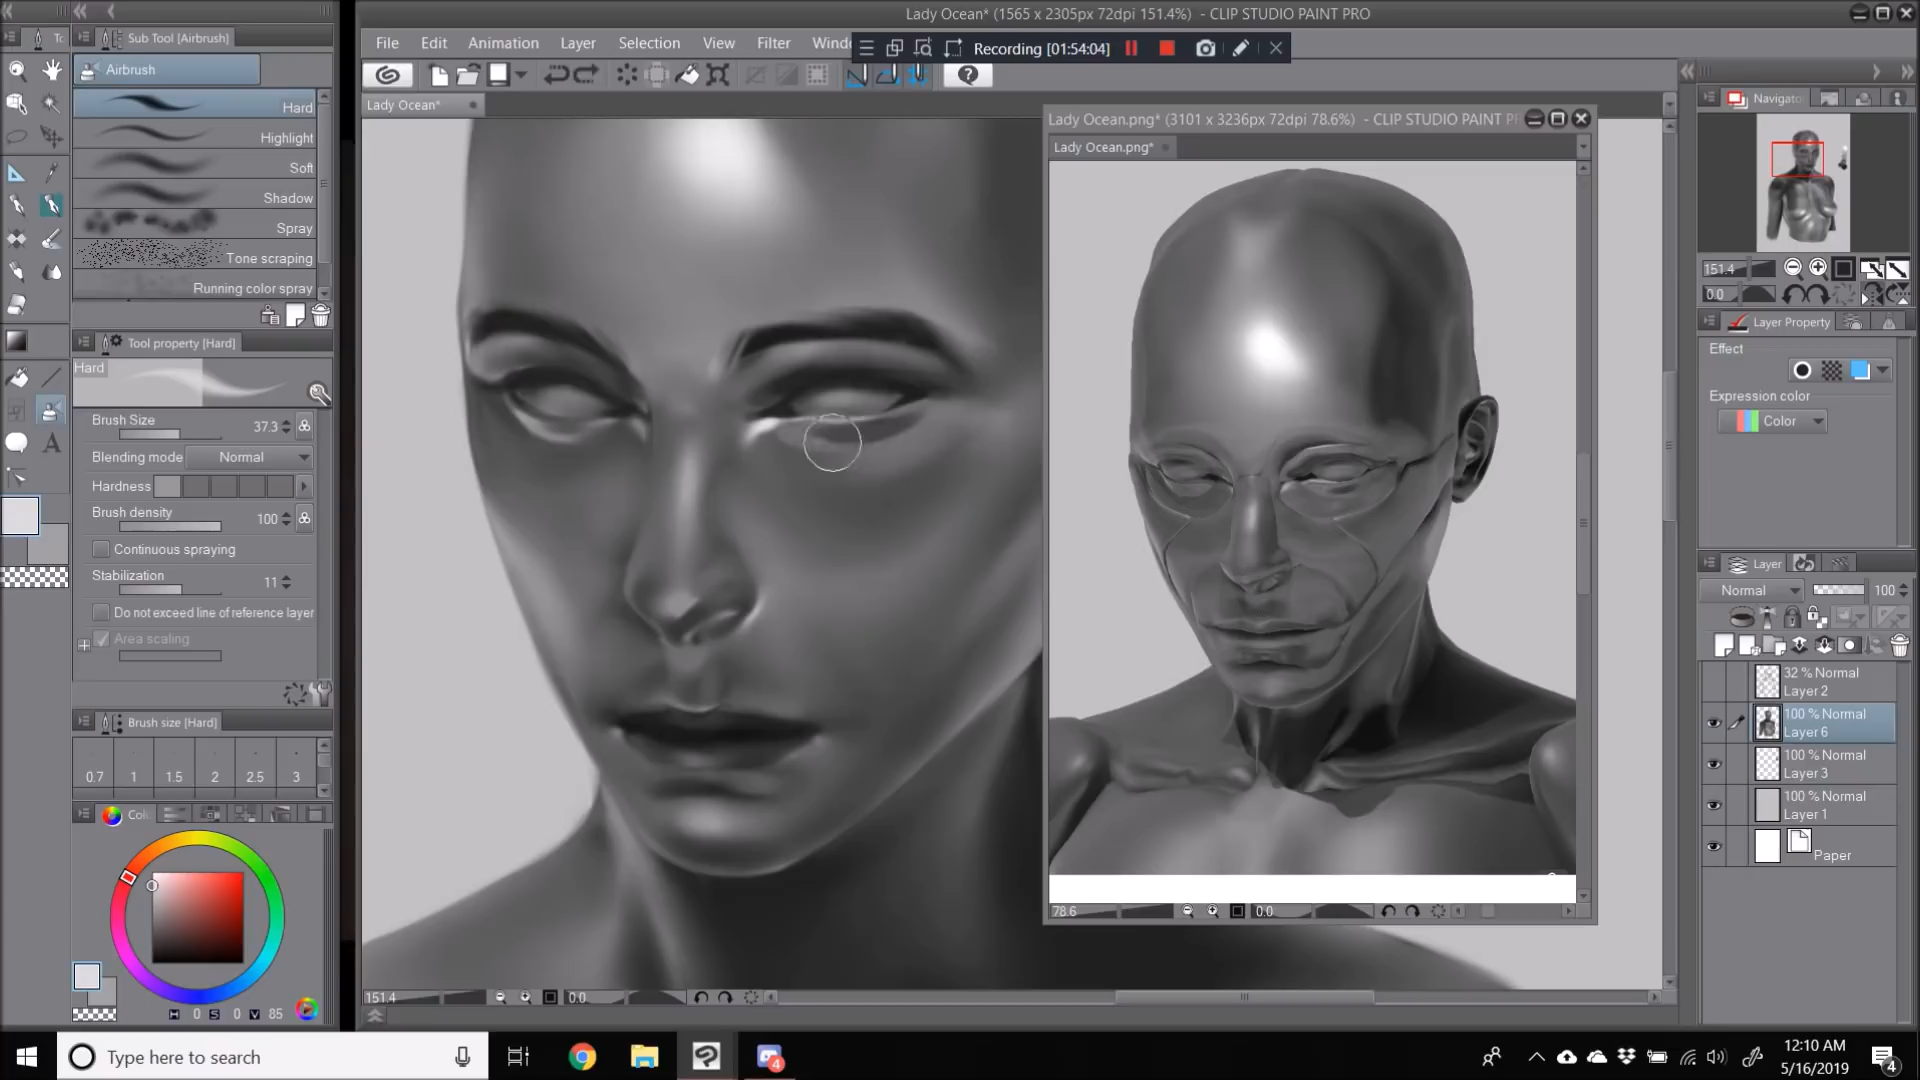 Lady Ocean* (1565 x 2305px 72dpi 151.4%) - CLIP STUDIO PAINT PRO
Sub Tool [Airbrush]
Airbrush
Hard
Highlight
Soft
Shadow
Spray
Tone scraping
Running color spray
Tool property [Hard]
Hard
Brush Size
37.3
Blending mode
Normal
Hardness
Brush density
100
Continuous spraying
Stabilization
11
Do not exceed line of reference layer
Area scaling
Brush size [Hard]
0.7 1 1.5 2 2.5 3
H 0 S 0 V 85
File Edit Animation Layer Selection View Filter
Recording [01:54:04]
Lady Ocean*
Lady Ocean.png* (3101 x 3236px 72dpi 78.6%) - CLIP STUDIO PAINT
Lady Ocean.png*
78.6
0.0
151.4
0.0
Navigator
151.4
0.0
Layer Property
Effect
Expression color
Color
Layer
Normal
100
32 % Normal
Layer 2
100 % Normal
Layer 6
100 % Normal
Layer 3
100 % Normal
Layer 1
Paper
Type here to search
4
12:10 AM
5/16/2019
4